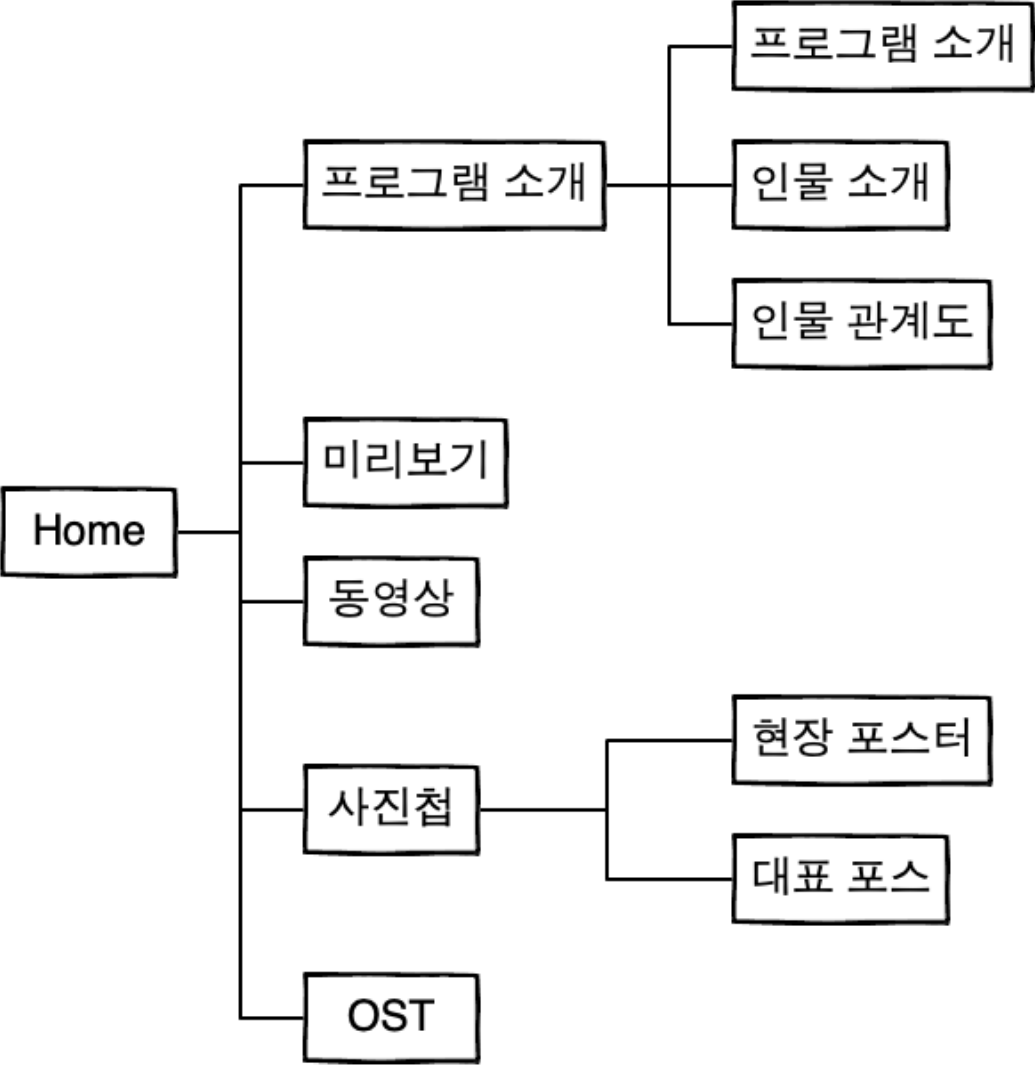 프로그램 소개
프로그램 소개
인물 소개
인물 관계도
미리보기
Home
동영상
현장 포스터
사진첩
대표 포스
OST